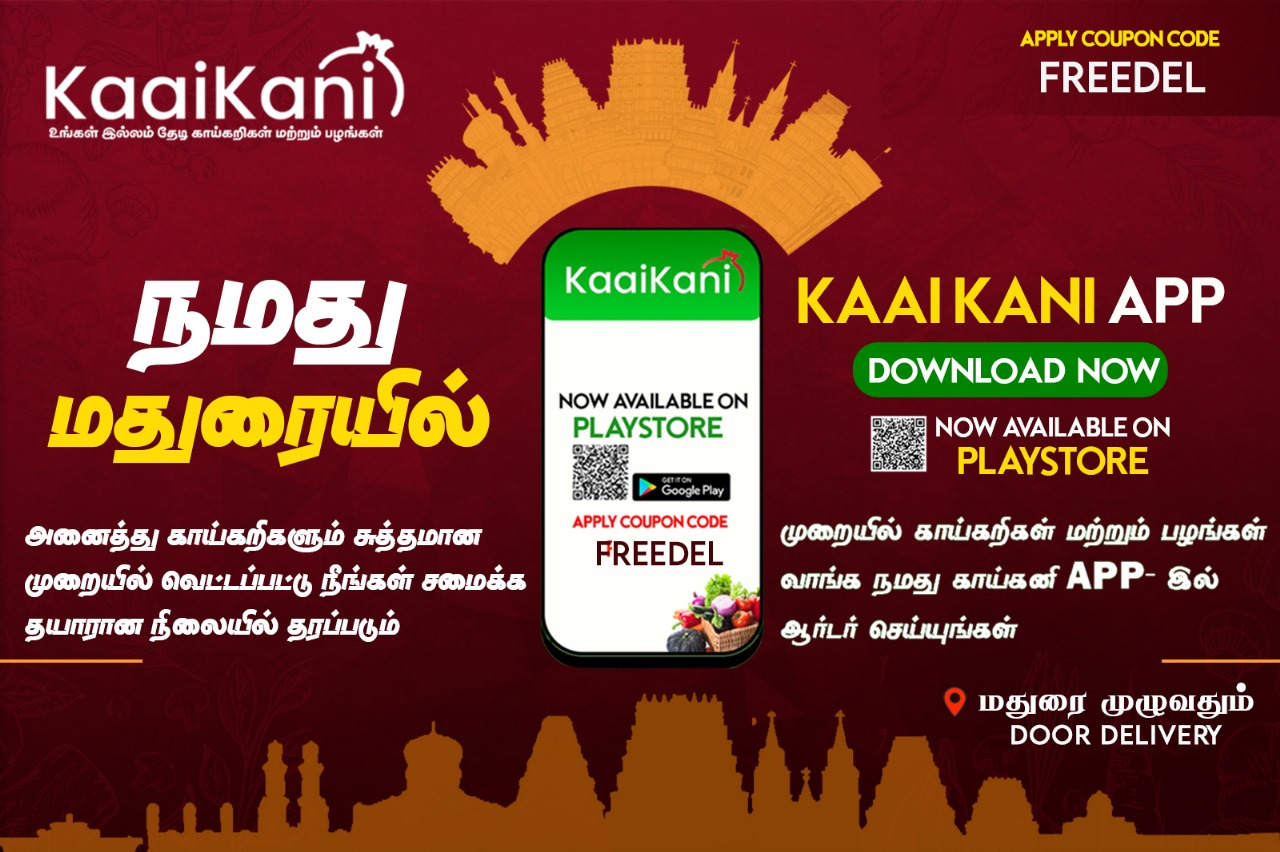 KaaiKani
உங்கள் இல்லம் தேடி காய்கறிகள் மற்றும் பழங்கள்
APPLY COUPON CODE
FREEDEL
நமது
மதுரையில்
அனைத்து காய்கறிகளும் சுத்தமான
முறையில் வெட்டப்பட்டு நீங்கள் சமைக்க
தயாரான நிலையில் தரப்படும்
KaaiKani
NOW AVAILABLE ON
PLAYSTORE
GET IT ON
Google Play
APPLY COUPON CODE
FREEDEL
KAAI KANI APP
DOWNLOAD NOW
NOW AVAILABLE ON
PLAYSTORE
முறையில் காய்கறிகள் மற்றும் பழங்கள்
வாங்க நமது காய்கனி APP- இல்
ஆர்டர் செய்யுங்கள்
மதுரை முழுவதும்
DOOR DELIVERY